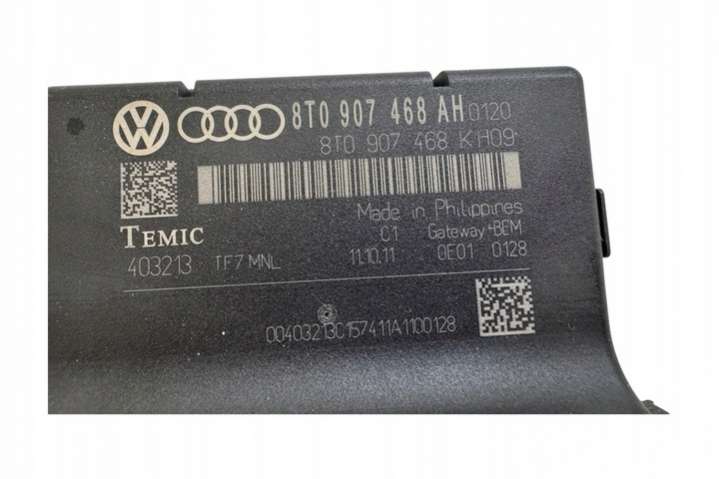 8T0 907 468 AH 0120
8T0 907 468 K H09
Made in Philippines
TEMIC 01 Gateway+BEM
403213 TF7 MNL 11.10.11 0E01 0128
00403213C157411A1100128